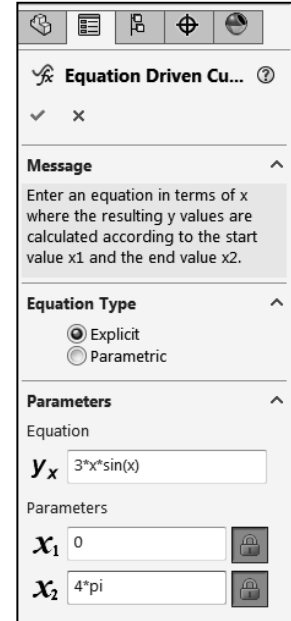 Equation Driven Cu...
Message
Enter an equation in terms of x
where the resulting y values are
calculated according to the start
value x1 and the end value x2.
Equation Type
Explicit
Parametric
Parameters
Equation
yx 3*x*sin(x)
Parameters
x1 0
x2 4*pi